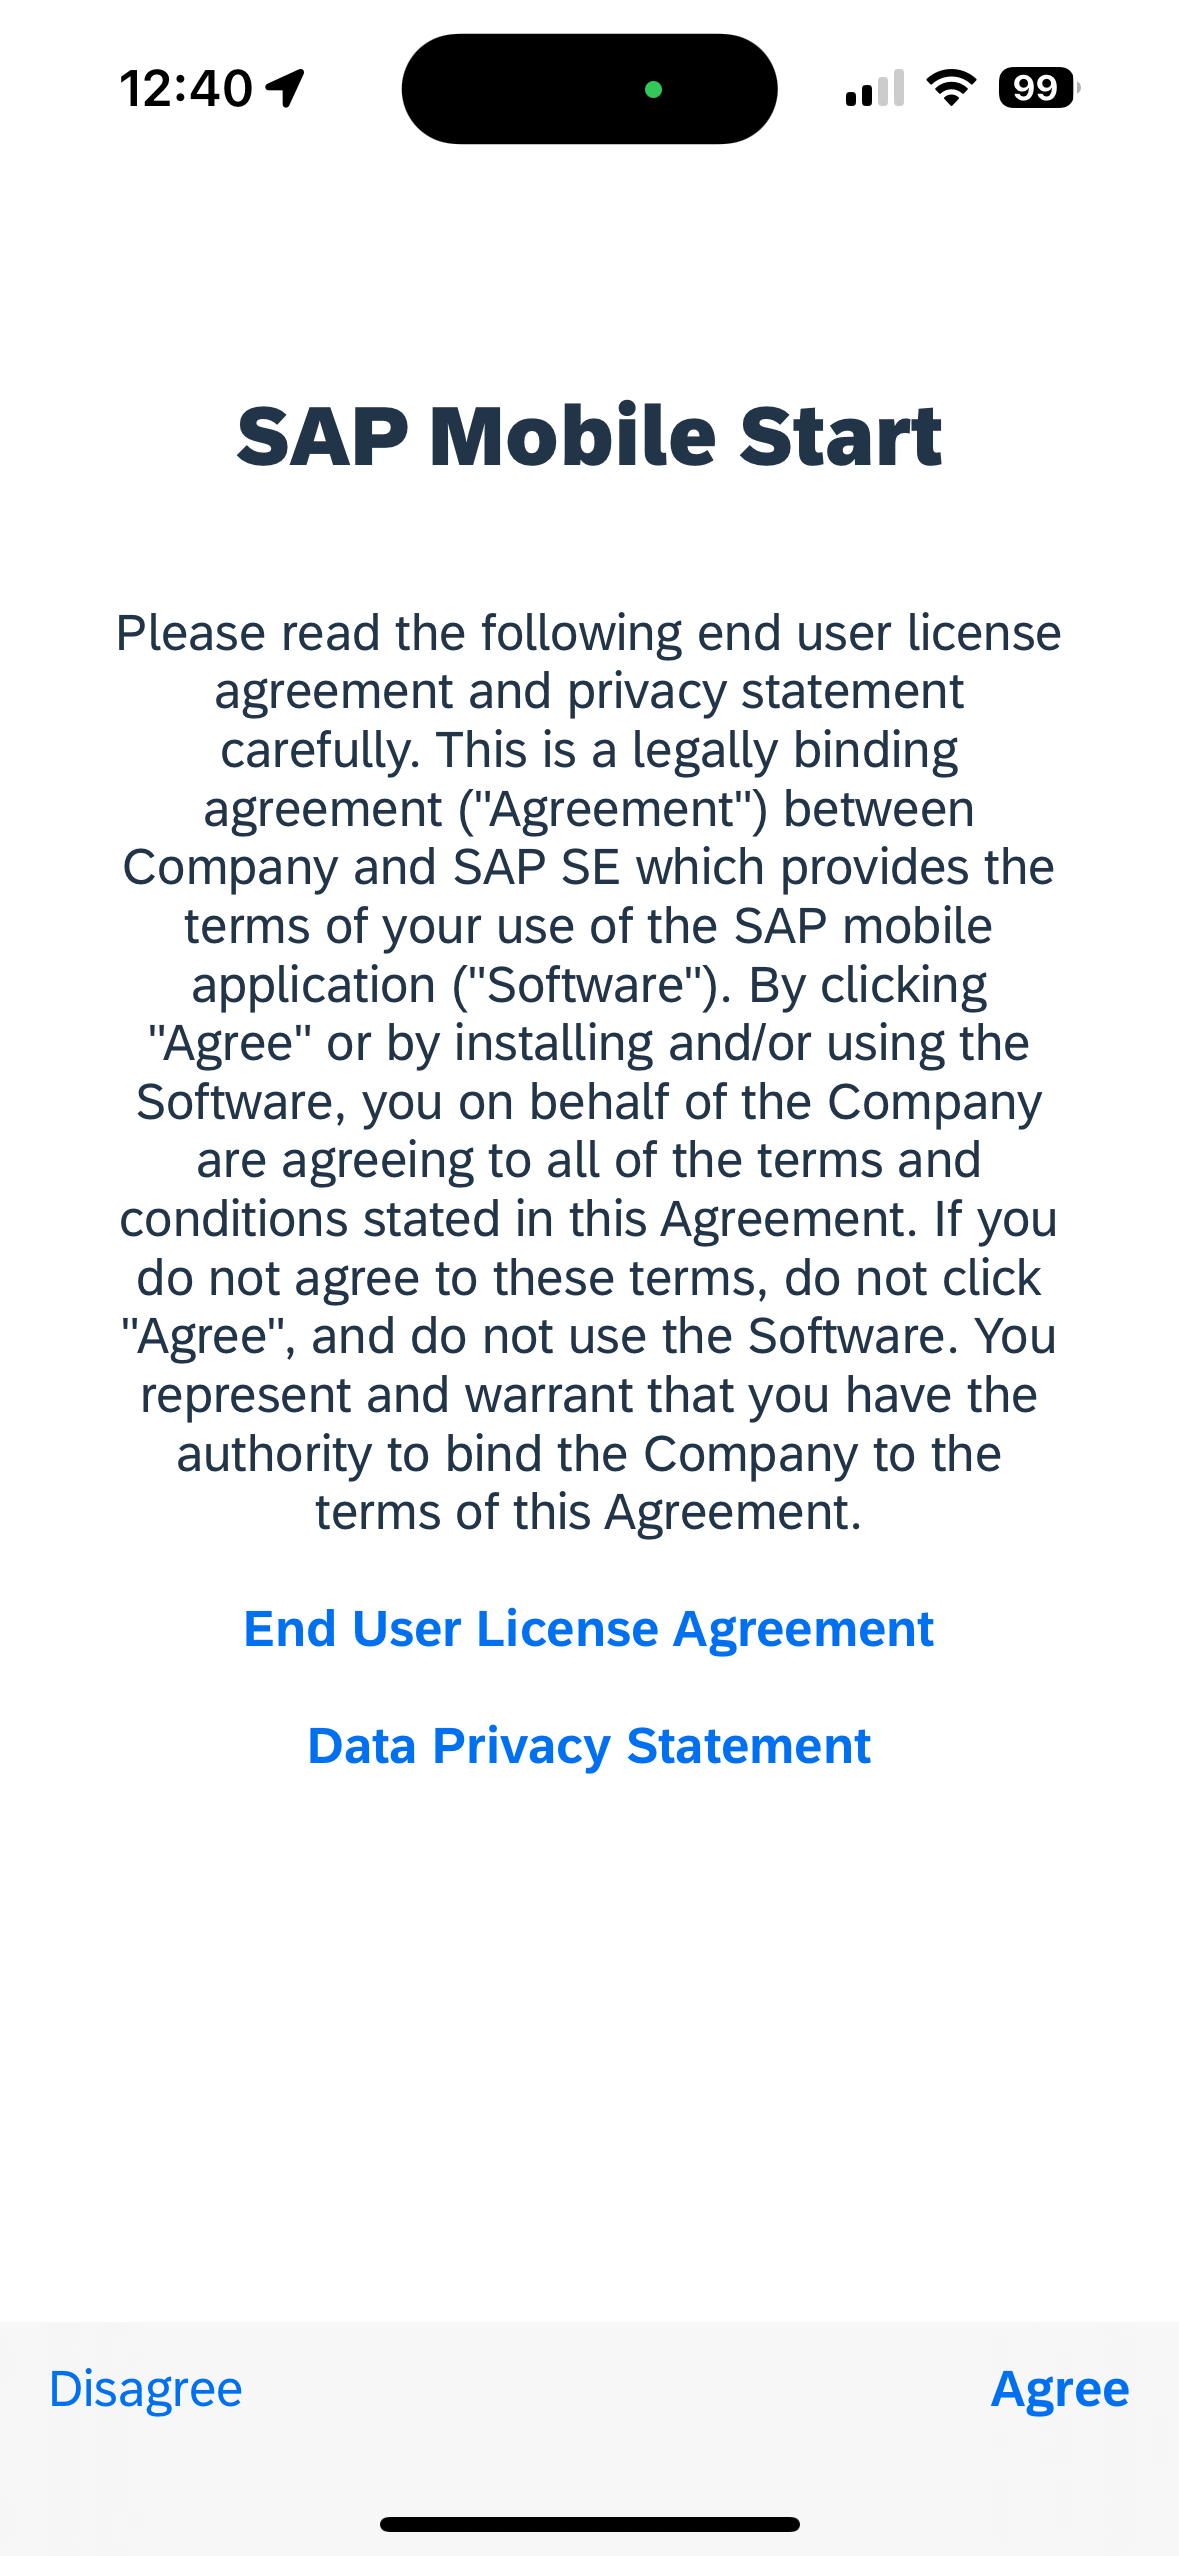 12:40
99
SAP Mobile Start
Please read the following end user license
agreement and privacy statement
carefully. This is a legally binding
agreement ("Agreement") between
Company and SAP SE which provides the
terms of your use of the SAP mobile
application ("Software"). By clicking
"Agree" or by installing and/or using the
Software, you on behalf of the Company
are agreeing to all of the terms and
conditions stated in this Agreement. If you
do not agree to these terms, do not click
"Agree", and do not use the Software. You
represent and warrant that you have the
authority to bind the Company to the
terms of this Agreement.
End User License Agreement
Data Privacy Statement
Disagree
Agree